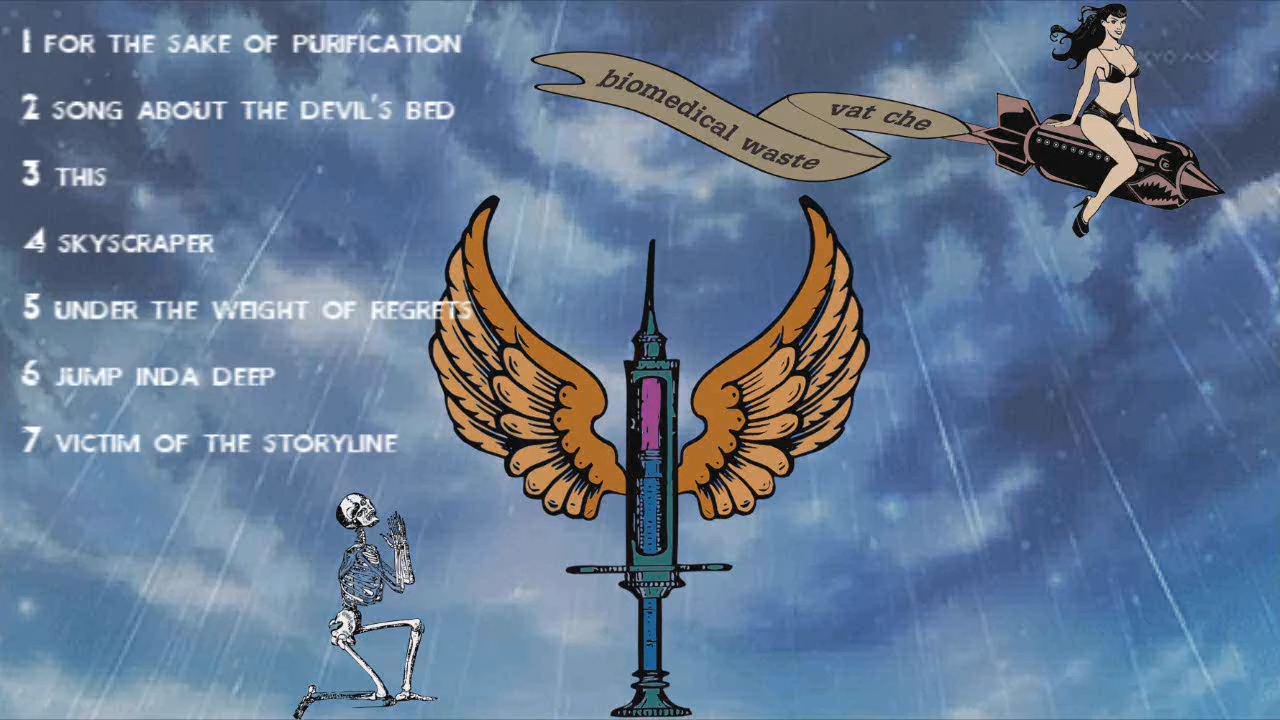 1 FOR THE SAKE OF PURIFICATION
2 SONG ABOUT THE DEVIL'S BED
3 THIS
4 SKYSCRAPER
5 UNDER THE WEIGHT OF REGRETS
6 JUMP INDA DEEP
7 VICTIM OF THE STORYLINE
biomedical waste
vat che